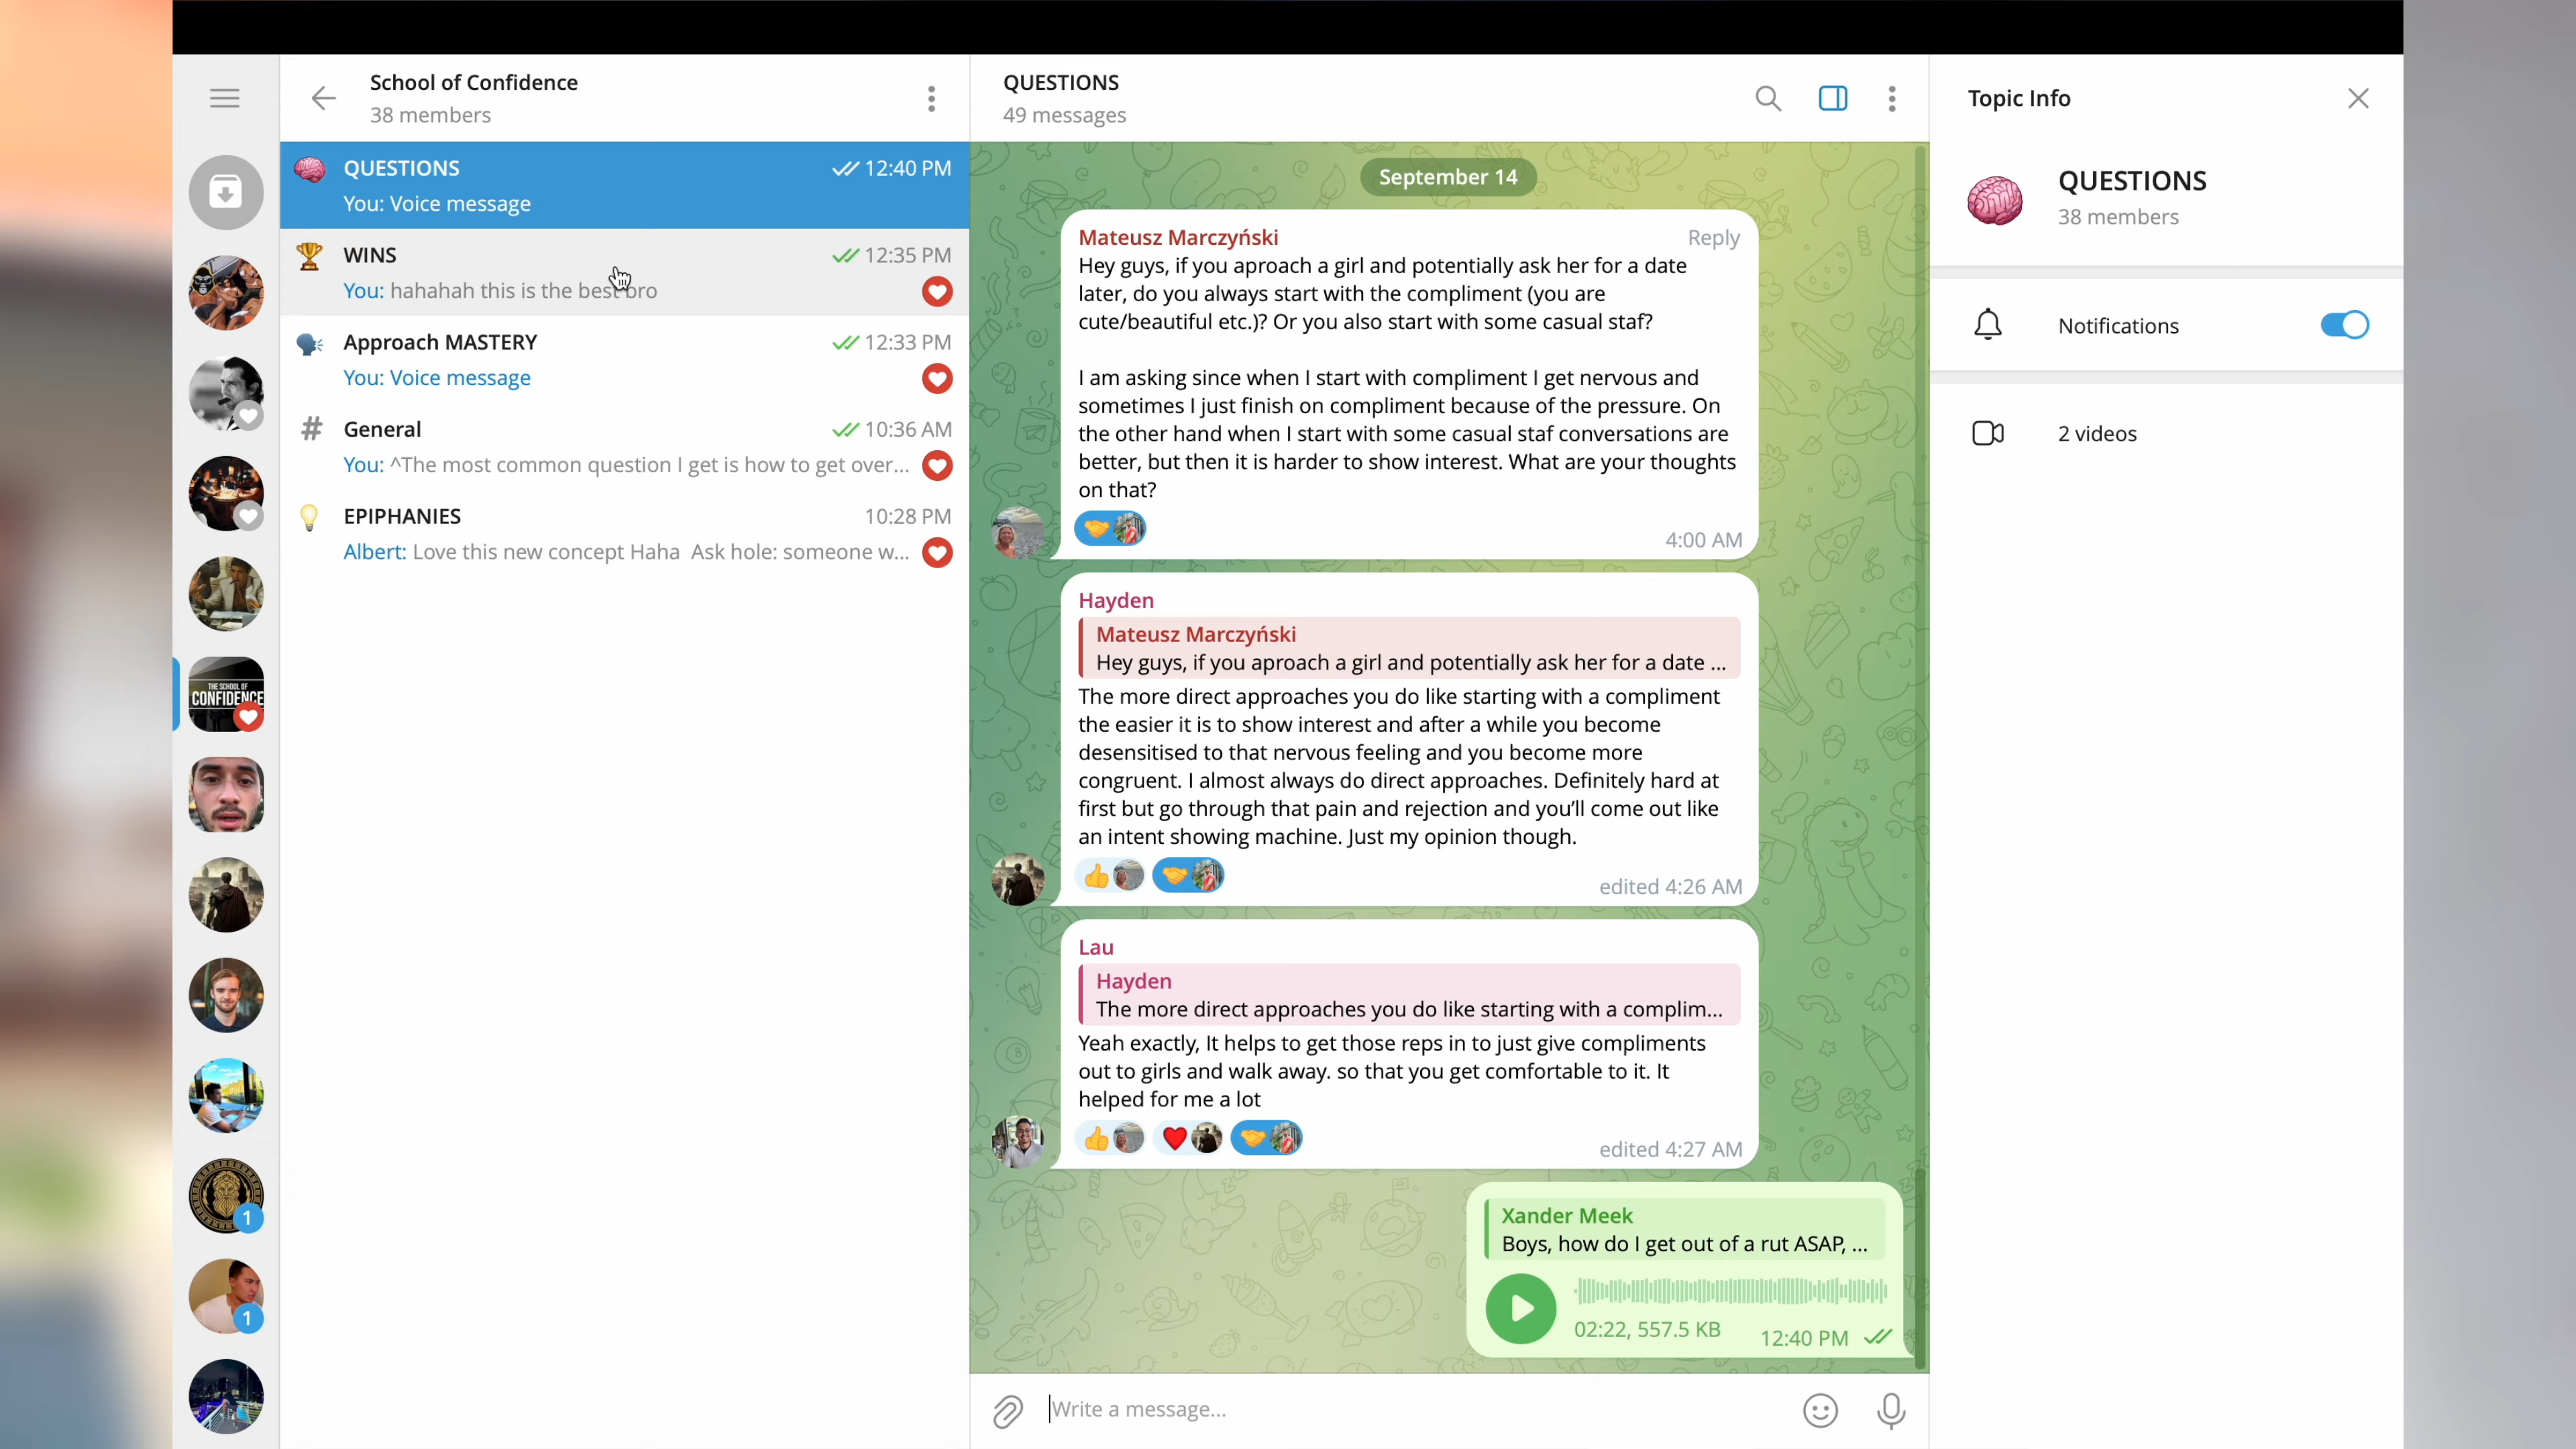 School of Confidence
38 members
QUESTIONS
12:40 PM
You: Voice message
WINS
12:35 PM
You: hahahah this is the best bro
Approach MASTERY
12:33 PM
You: Voice message
General
10:36 AM
You: ^The most common question I get is how to get over...
EPIPHANIES
10:28 PM
Albert: Love this new concept Haha Ask hole: someone w...
THE SCHOOL OF
CONFIDENCE
1
1
QUESTIONS
49 messages
September 14
Mateusz Marczyński
Reply
Hey guys, if you aproach a girl and potentially ask her for a date
later, do you always start with the compliment (you are
cute/beautiful etc.)? Or you also start with some casual staf?
I am asking since when I start with compliment I get nervous and
sometimes I just finish on compliment because of the pressure. On
the other hand when I start with some casual staf conversations are
better, but then it is harder to show interest. What are your thoughts
on that?
4:00 AM
Hayden
Mateusz Marczyński
Hey guys, if you aproach a girl and potentially ask her for a date ...
The more direct approaches you do like starting with a compliment
the easier it is to show interest and after a while you become
desensitised to that nervous feeling and you become more
congruent. I almost always do direct approaches. Definitely hard at
first but go through that pain and rejection and you'll come out like
an intent showing machine. Just my opinion though.
edited 4:26 AM
Lau
Hayden
The more direct approaches you do like starting with a complim...
Yeah exactly, It helps to get those reps in to just give compliments
out to girls and walk away. so that you get comfortable to it. It
helped for me a lot
edited 4:27 AM
Xander Meek
Boys, how do I get out of a rut ASAP, ...
02:22, 557.5 KB
12:40 PM
Write a message...
Topic Info
QUESTIONS
38 members
Notifications
2 videos